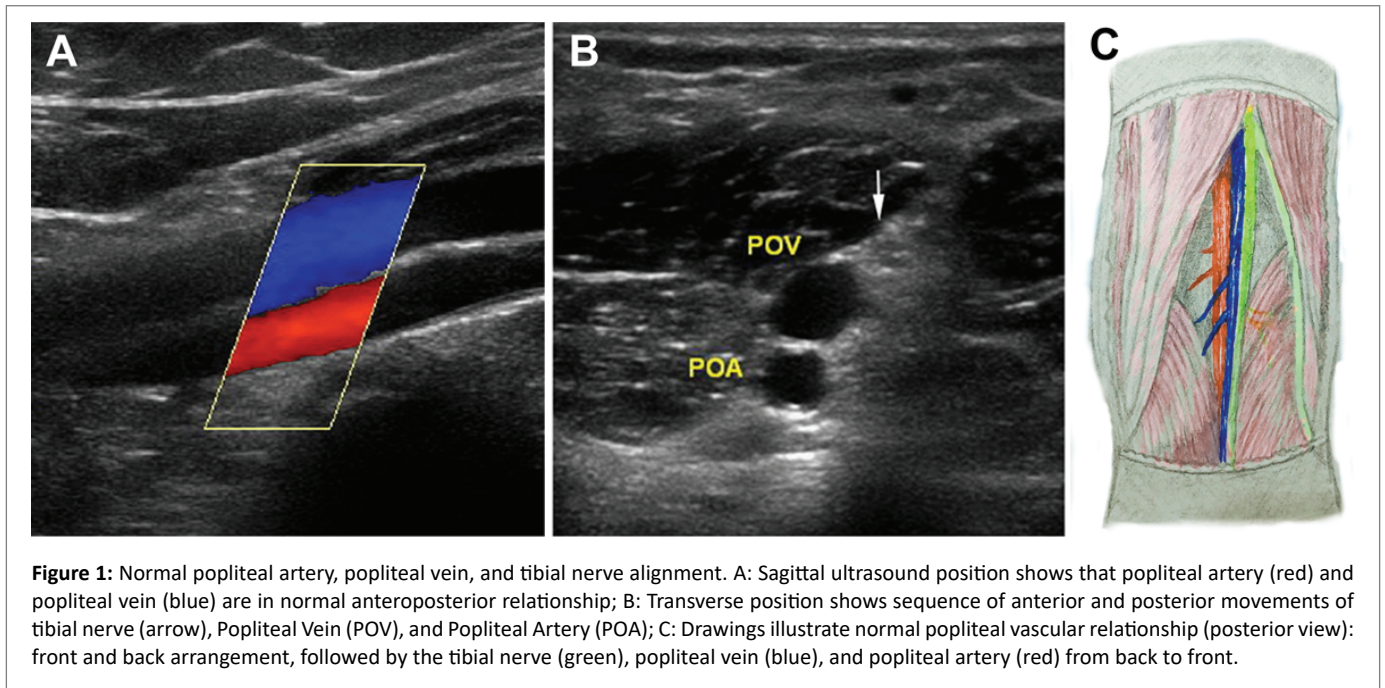 A
B
C
POV
POA
Figure 1: Normal popliteal artery, popliteal vein, and tibial nerve alignment. A: Sagittal ultrasound position shows that popliteal artery (red) and
popliteal vein (blue) are in normal anteroposterior relationship; B: Transverse position shows sequence of anterior and posterior movements of
tibial nerve (arrow), Popliteal Vein (POV), and Popliteal Artery (POA); C: Drawings illustrate normal popliteal vascular relationship (posterior view):
front and back arrangement, followed by the tibial nerve (green), popliteal vein (blue), and popliteal artery (red) from back to front.